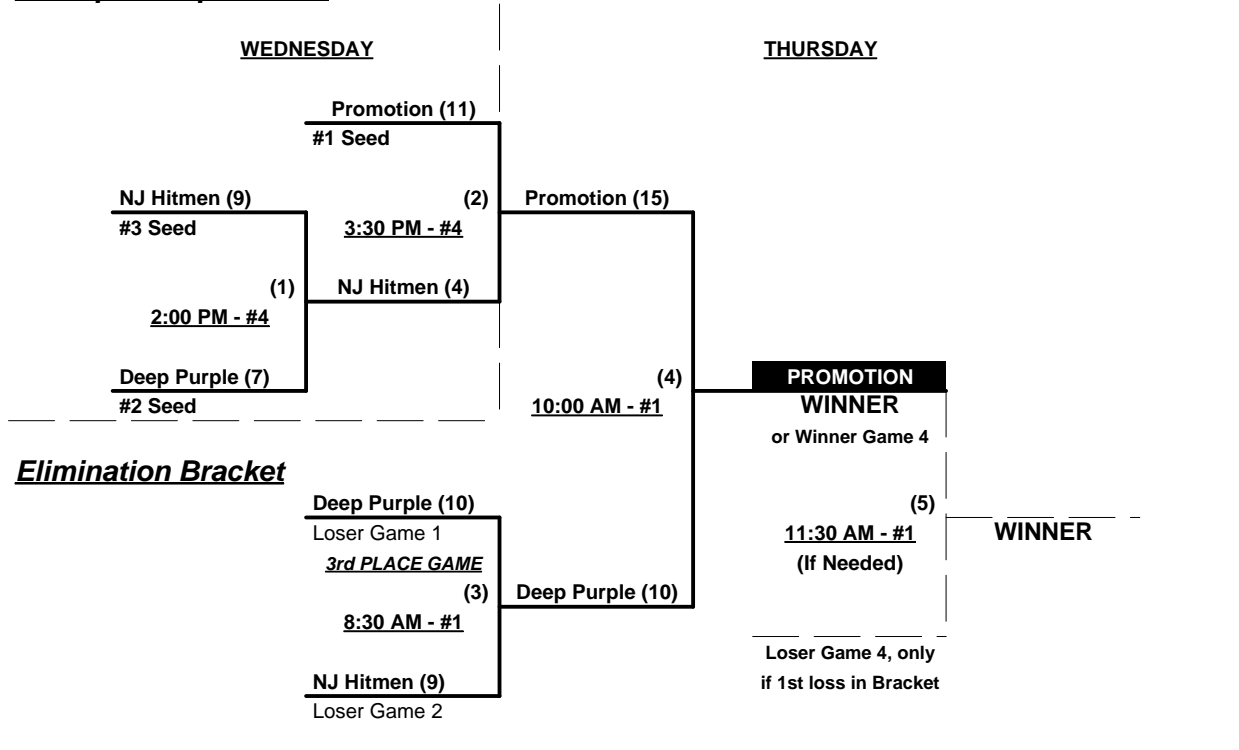 WEDNESDAY
THURSDAY
Promotion (11)
#1 Seed
NJ Hitmen (9)
(2)
Promotion (15)
#3 Seed
3:30 PM - #4
(1)
NJ Hitmen (4)
2:00 PM - #4
Deep Purple (7)
(4)
PROMOTION
#2 Seed
10:00 AM - #1
WINNER
or Winner Game 4
Elimination Bracket
Deep Purple (10)
(5)
Loser Game 1
11:30 AM - #1
WINNER
3rd PLACE GAME
(If Needed)
(3)
Deep Purple (10)
8:30 AM - #1
Loser Game 4, only
NJ Hitmen (9)
if 1st loss in Bracket
Loser Game 2